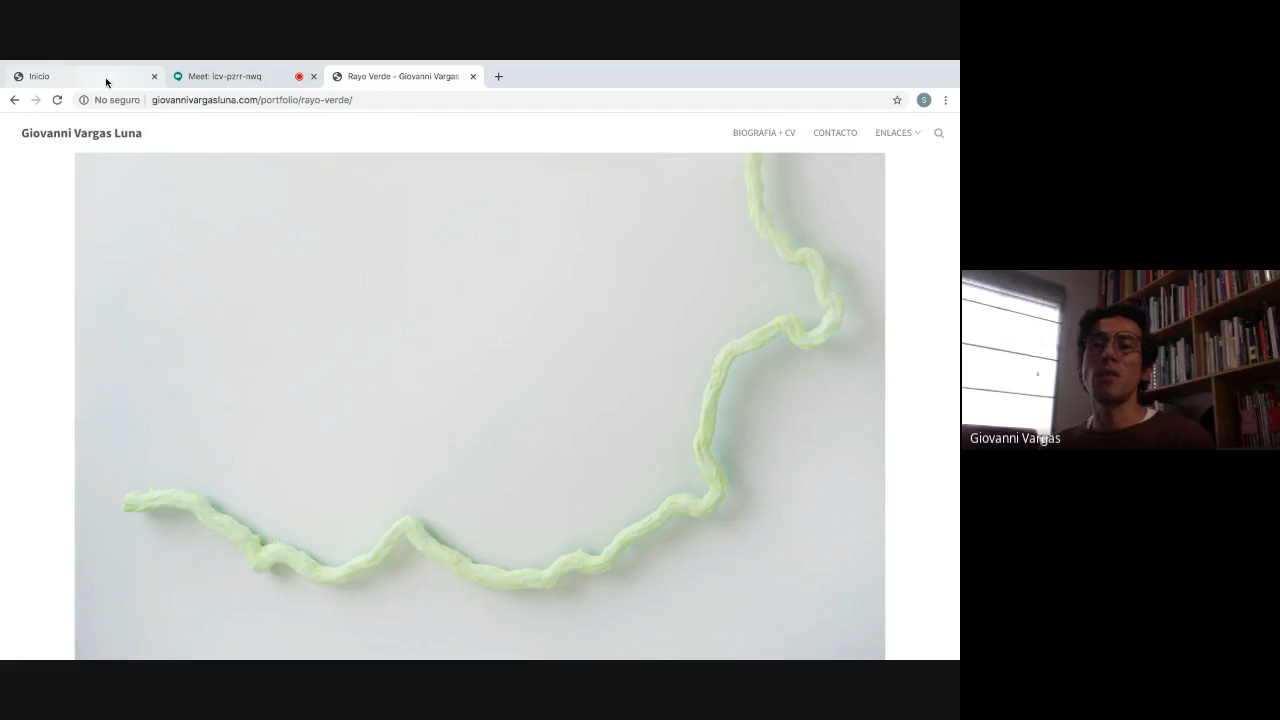 Inicio
Meet: icv-pzrr-nwq
Rayo Verde - Giovanni Vargas
No seguro
giovannivargasluna.com/portfolio/rayo-verde/
S
Giovanni Vargas Luna
BIOGRAFÍA + CV
CONTACTO
ENLACES
Giovanni Vargas